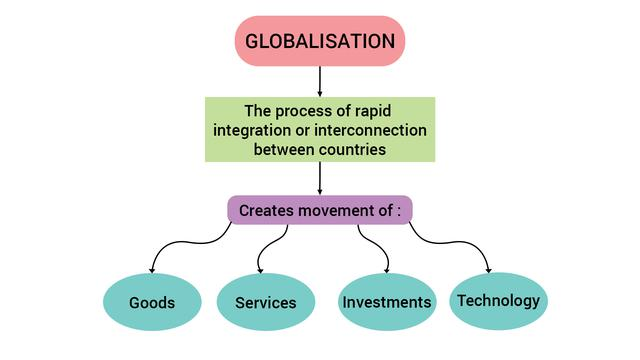 GLOBALISATION
The process of rapid
integration or interconnection
between countries
Creates movement of :
Goods
Services
Investments
Technology